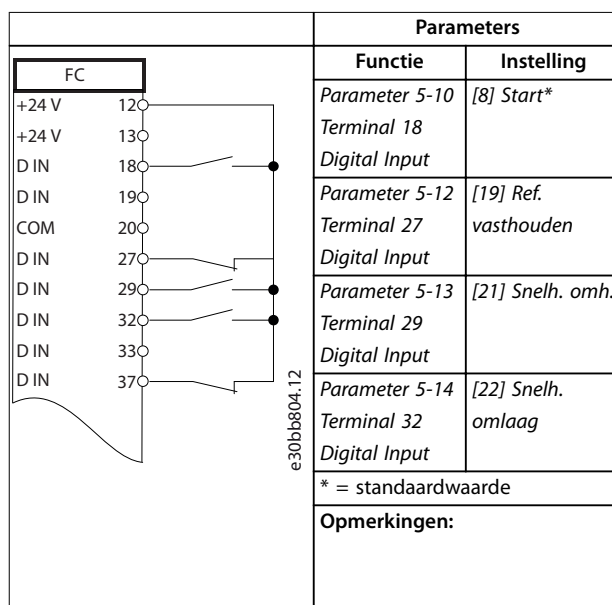 FC
+24 V 12
+24 V 13
D IN 18
D IN 19
COM 20
D IN 27
D IN 29
D IN 32
D IN 33
D IN 37
e30bb804.12
Parameters
Functie Instelling
Parameter 5-10 [8] Start*
Terminal 18
Digital Input
Parameter 5-12 [19] Ref.
Terminal 27 vasthouden
Digital Input
Parameter 5-13 [21] Snelh. omh.
Terminal 29
Digital Input
Parameter 5-14 [22] Snelh.
Terminal 32 omlaag
Digital Input
* = standaardwaarde
Opmerkingen: